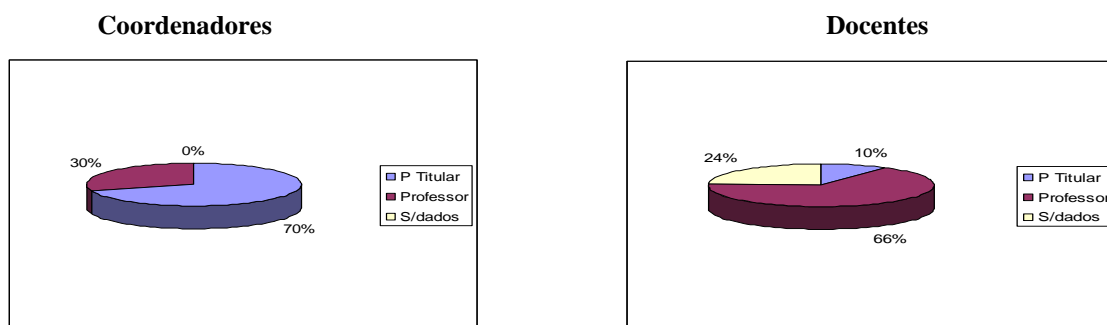 Coordenadores
0%
30%
70%
P Titular
Professor
S/dados
Docentes
24%
10%
66%
P Titular
Professor
S/dados